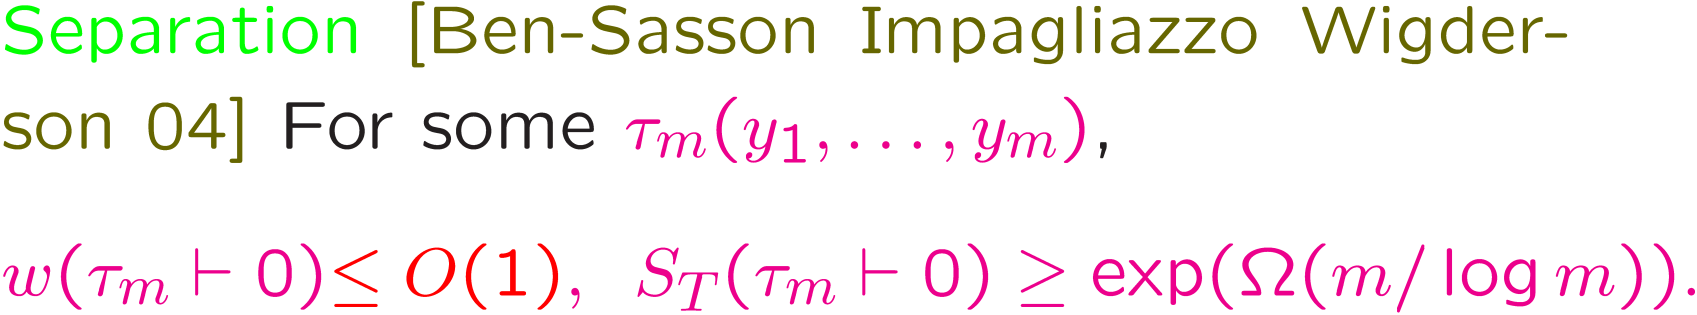 Separation [Ben-Sasson Impagliazzo Wigder-
son 04] For some τ_m(y_1, . . . , y_m),
w(τ_m ⊢ 0) ≤ O(1), S_T(τ_m ⊢ 0) ≥ exp(Ω(m/ log m)).